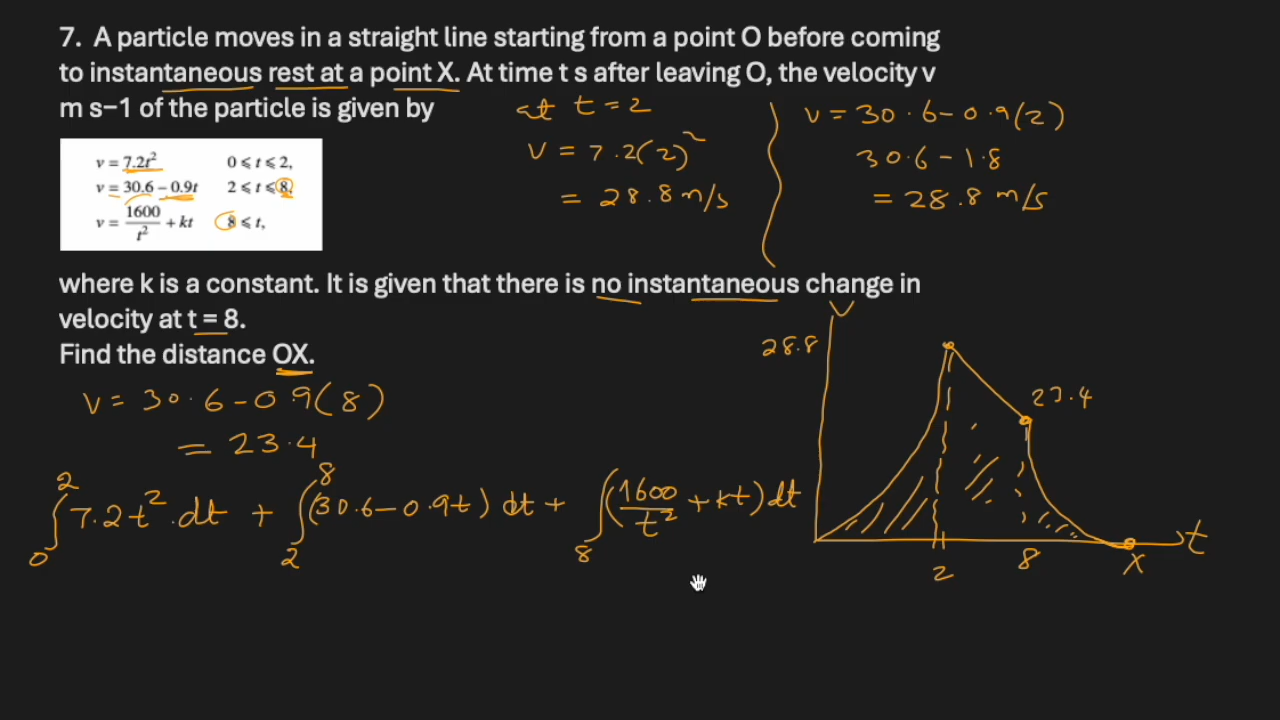 7. A particle moves in a straight line starting from a point O before coming
to instantaneous rest at a point X. At time t s after leaving O, the velocity v
m s−1 of the particle is given by
at t = 2
v = 7.2(2)²
= 28.8 m/s
v = 30.6 - 0.9(2)
30.6 - 1.8
= 28.8 m/s
v = 7.2t² 0 ⩽ t ⩽ 2,
v = 30.6 − 0.9t 2 ⩽ t ⩽ 8,
v = 1600/t² + kt 8 ⩽ t,
where k is a constant. It is given that there is no instantaneous change in
velocity at t = 8.
Find the distance OX.
v = 30.6 - 0.9(8)
= 23.4
∫₀² 7.2t².dt + ∫₂⁸ (30.6 - 0.9t) dt + ∫₈ (1600/t² + kt) dt
v
28.8
23.4
t
2
8
X